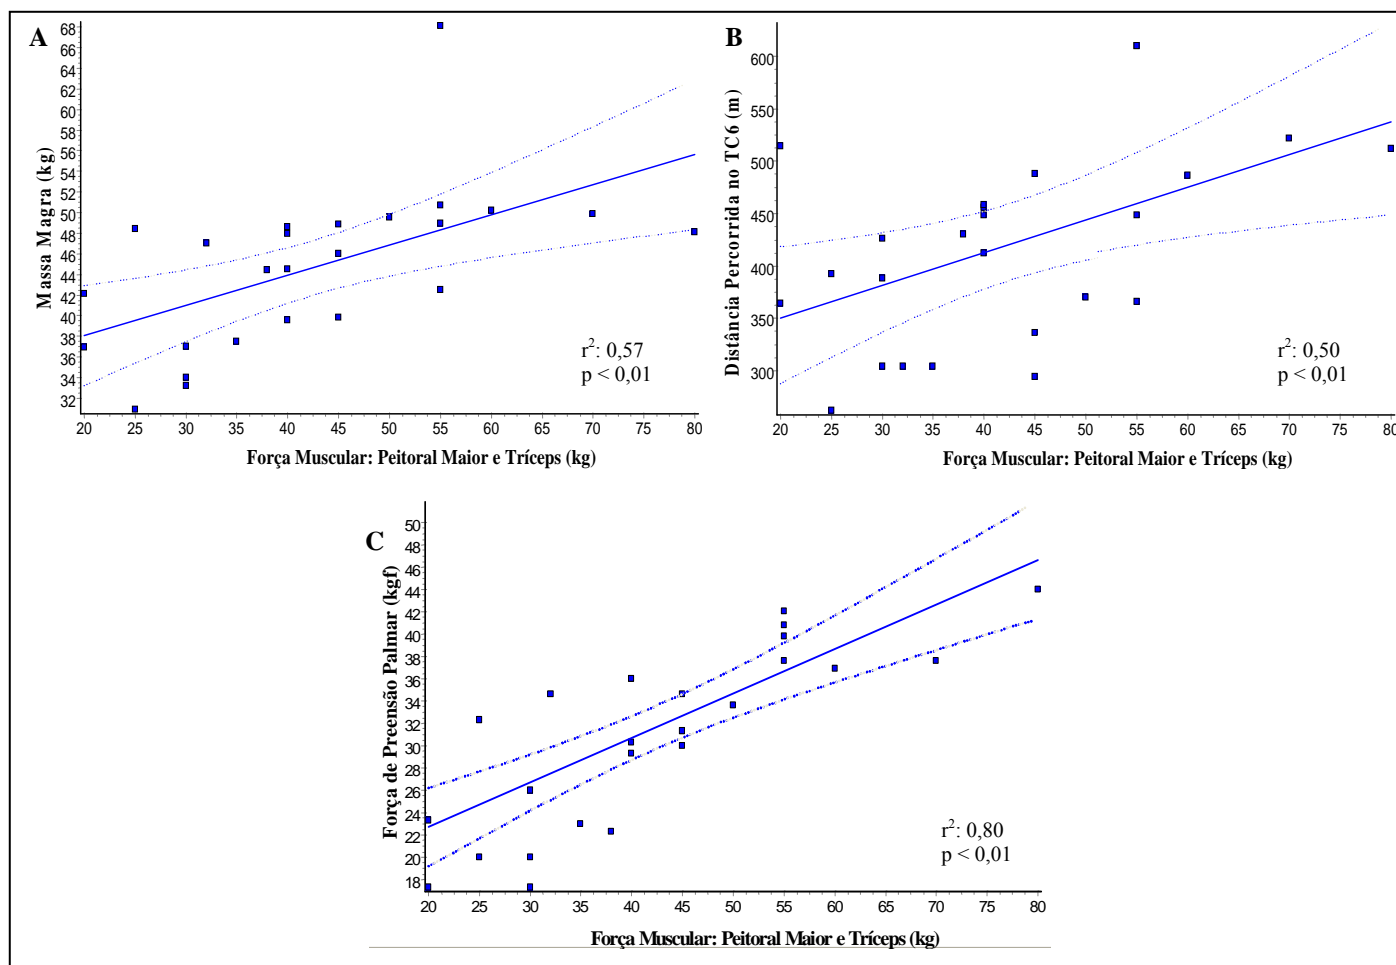 A
Massa Magra (kg)
68
66
64
62
60
58
56
54
52
50
48
46
44
42
40
38
36
34
32
20 25 30 35 40 45 50 55 60 65 70 75 80
r²: 0,57
p < 0,01
Força Muscular: Peitoral Maior e Tríceps (kg)
B
Distância Percorrida no TC6 (m)
600
550
500
450
400
350
300
20 25 30 35 40 45 50 55 60 65 70 75 80
r²: 0,50
p < 0,01
Força Muscular: Peitoral Maior e Tríceps (kg)
C
Força de Preensão Palmar (kgf)
50
48
46
44
42
40
38
36
34
32
30
28
26
24
22
20
18
20 25 30 35 40 45 50 55 60 65 70 75 80
r²: 0,80
p < 0,01
Força Muscular: Peitoral Maior e Tríceps (kg)